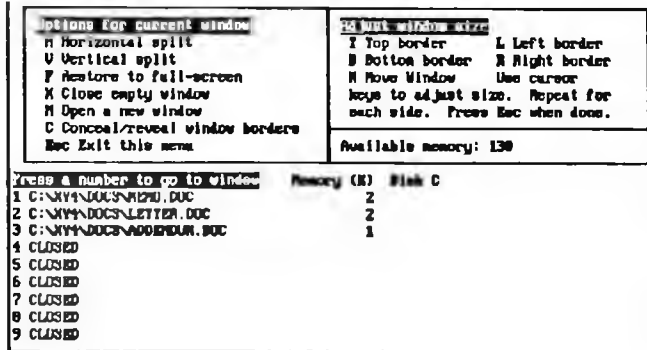 Options for current window
H Horizontal split
V Vertical split
F Restore to full-screen
X Close empty window
N Open a new window
C Conceal/reveal window borders
Esc Exit this menu
Adjust window size
T Top border L Left border
B Bottom border R Right border
M Move Window Use cursor
keys to adjust size. Repeat for
each side. Press Esc when done.
Available memory: 130
Press a number to go to window Memory (K) Disk C
1 C:\XY4\DOCS\MEMO.DOC 2
2 C:\XY4\DOCS\LETTER.DOC 2
3 C:\XY4\DOCS\ADDENDUM.DOC 1
4 CLOSED
5 CLOSED
6 CLOSED
7 CLOSED
8 CLOSED
9 CLOSED